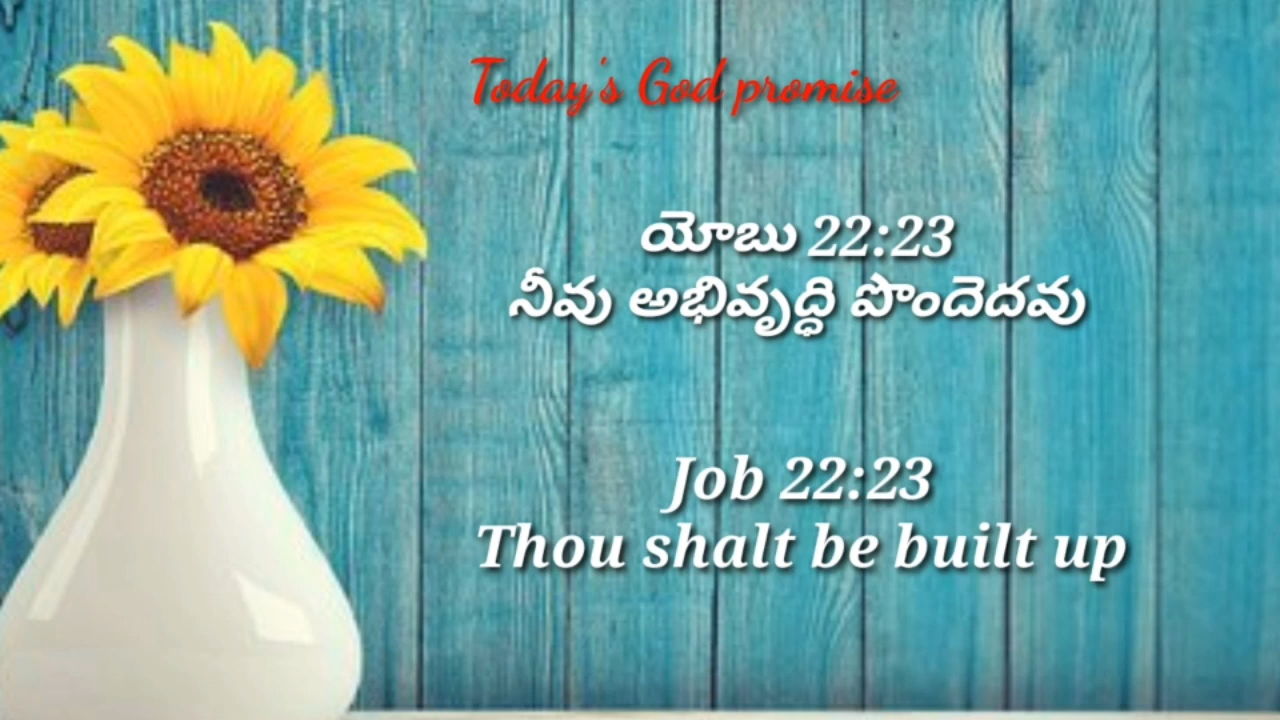 Today's God promise
యోబు 22:23
నీవు అభివృద్ధి పొందెదవు
Job 22:23
Thou shalt be built up